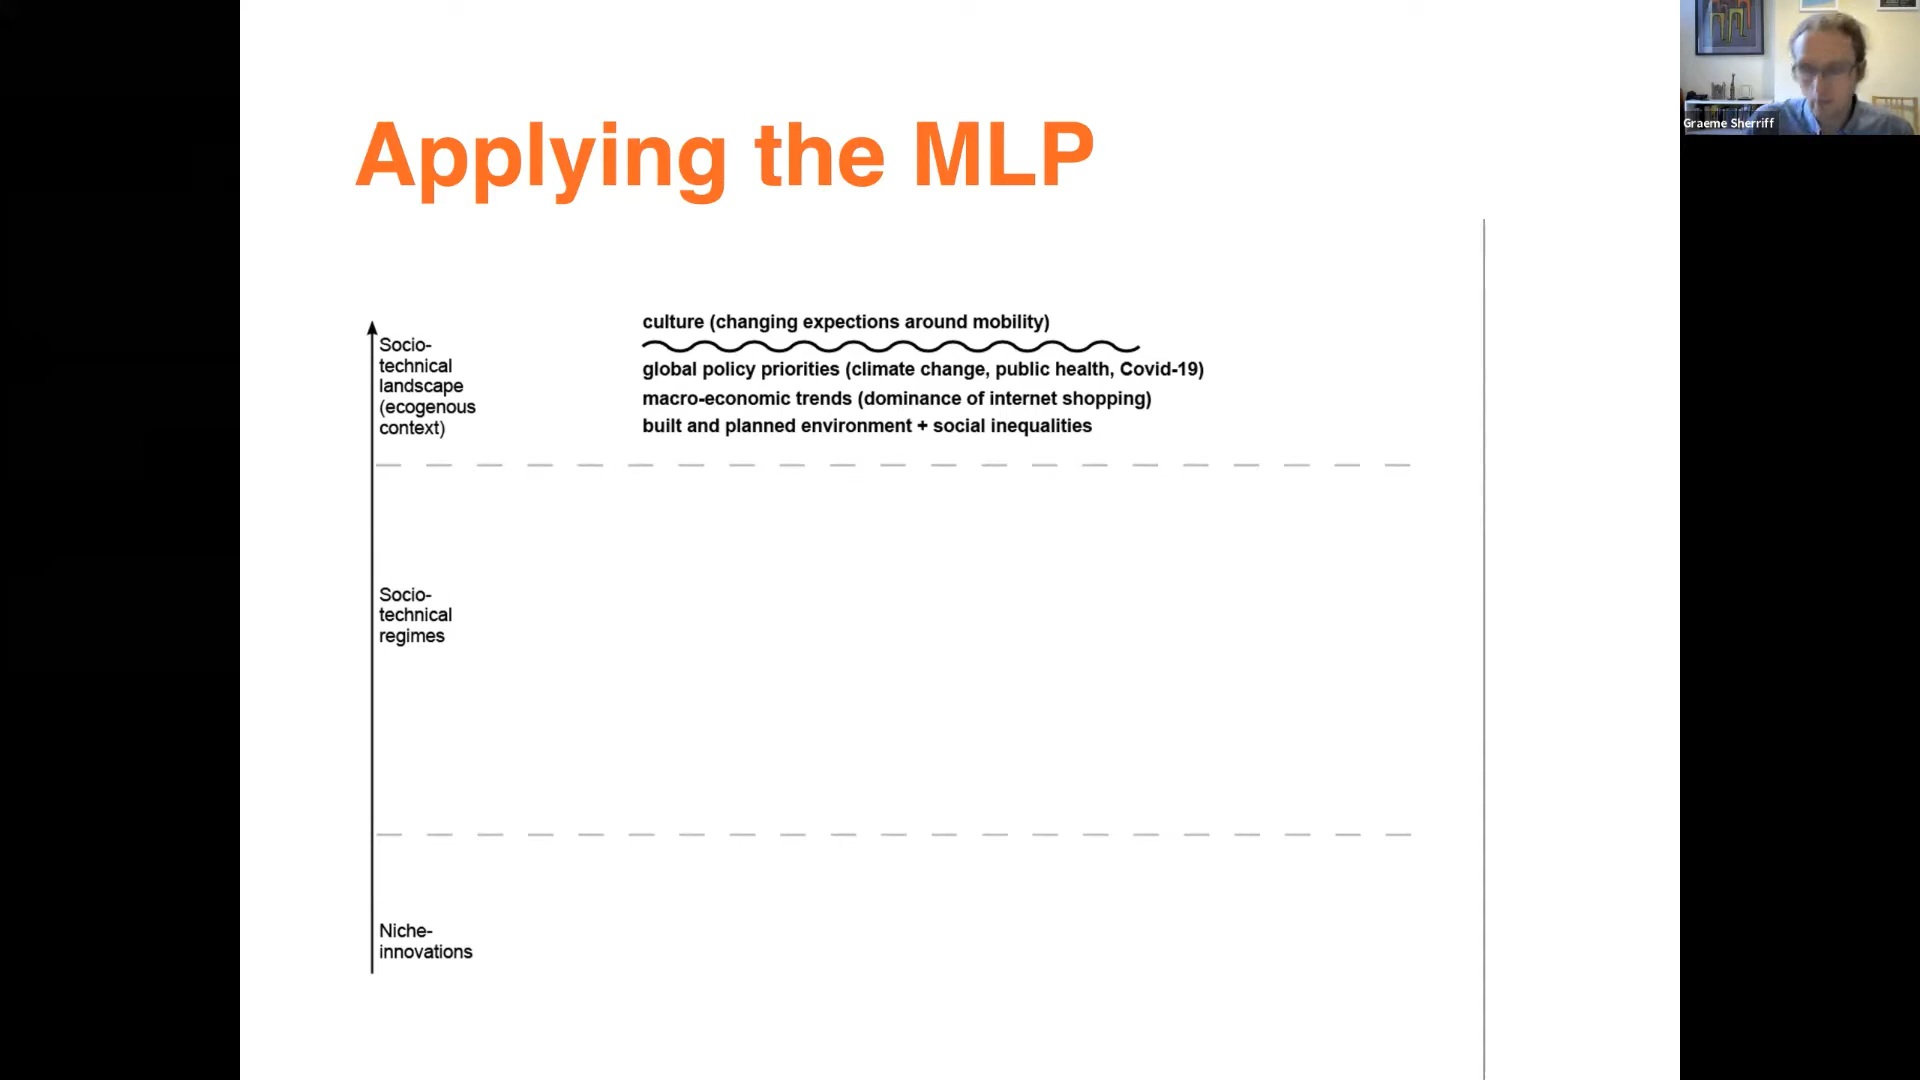 Applying the MLP
Graeme Sherriff
culture (changing expections around mobility)
Socio-
technical
landscape
(ecogenous
context)
global policy priorities (climate change, public health, Covid-19)
macro-economic trends (dominance of internet shopping)
built and planned environment + social inequalities
Socio-
technical
regimes
Niche-
innovations